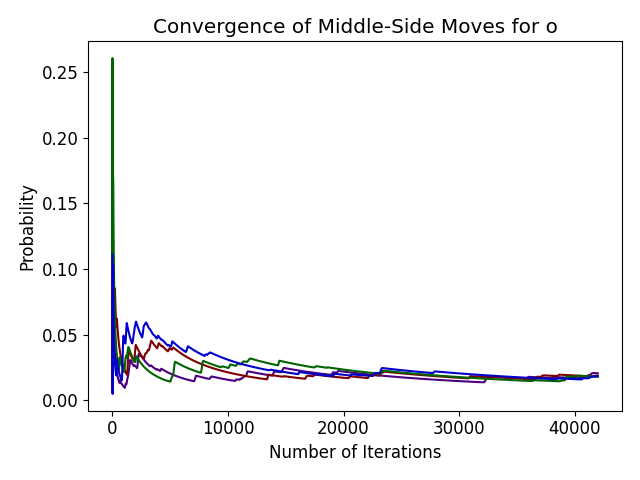 Convergence of Middle-Side Moves for o
Probability
0.25
0.20
0.15
0.10
0.05
0.00
0 10000 20000 30000 40000
Number of Iterations